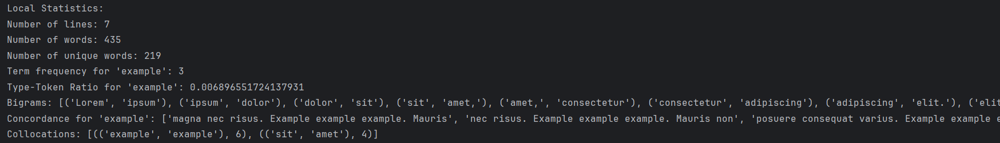 Local Statistics:
Number of lines: 7
Number of words: 435
Number of unique words: 219
Term frequency for 'example': 3
Type-Token Ratio for 'example': 0.006896551724137931
Bigrams: [('Lorem', 'ipsum'), ('ipsum', 'dolor'), ('dolor', 'sit'), ('sit', 'amet,'), ('amet,', 'consectetur'), ('consectetur', 'adipiscing'), ('adipiscing', 'elit.'), ('elit
Concordance for 'example': ['magna nec risus. Example example example. Mauris', 'nec risus. Example example example. Mauris non', 'posuere consequat varius. Example example e
Collocations: [(('example', 'example'), 6), (('sit', 'amet'), 4)]